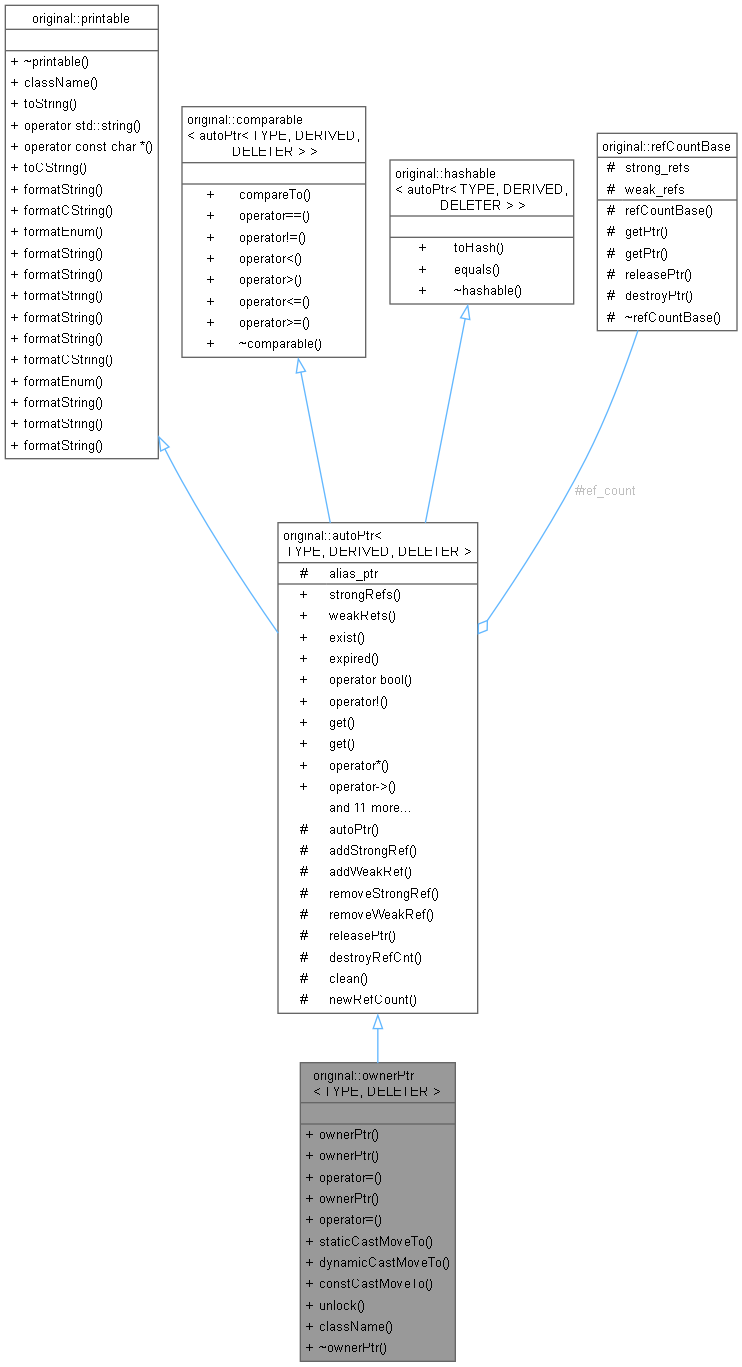 original::printable
+ ~printable()
+ className()
+ toString()
+ operator std::string()
+ operator const char *()
+ toCString()
+ formatString()
+ formatCString()
+ formatEnum()
+ formatString()
+ formatString()
+ formatString()
+ formatString()
+ formatString()
+ formatCString()
+ formatEnum()
+ formatString()
+ formatString()
+ formatString()
original::comparable
< autoPtr< TYPE, DERIVED,
DELETER > >
+ compareTo()
+ operator==()
+ operator!=()
+ operator<()
+ operator>()
+ operator<=()
+ operator>=()
+ ~comparable()
original::hashable
< autoPtr< TYPE, DERIVED,
DELETER > >
+ toHash()
+ equals()
+ ~hashable()
original::refCountBase
# strong_refs
# weak_refs
# refCountBase()
# getPtr()
# getPtr()
# releasePtr()
# destroyPtr()
# ~refCountBase()
#ref_count
original::autoPtr<
TYPE, DERIVED, DELETER >
# alias_ptr
+ strongRefs()
+ weakRefs()
+ exist()
+ expired()
+ operator bool()
+ operator!()
+ get()
+ get()
+ operator*()
+ operator->()
and 11 more...
# autoPtr()
# addStrongRef()
# addWeakRef()
# removeStrongRef()
# removeWeakRef()
# releasePtr()
# destroyRefCnt()
# clean()
# newRefCount()
original::ownerPtr
< TYPE, DELETER >
+ ownerPtr()
+ ownerPtr()
+ operator=()
+ ownerPtr()
+ operator=()
+ staticCastMoveTo()
+ dynamicCastMoveTo()
+ constCastMoveTo()
+ unlock()
+ className()
+ ~ownerPtr()